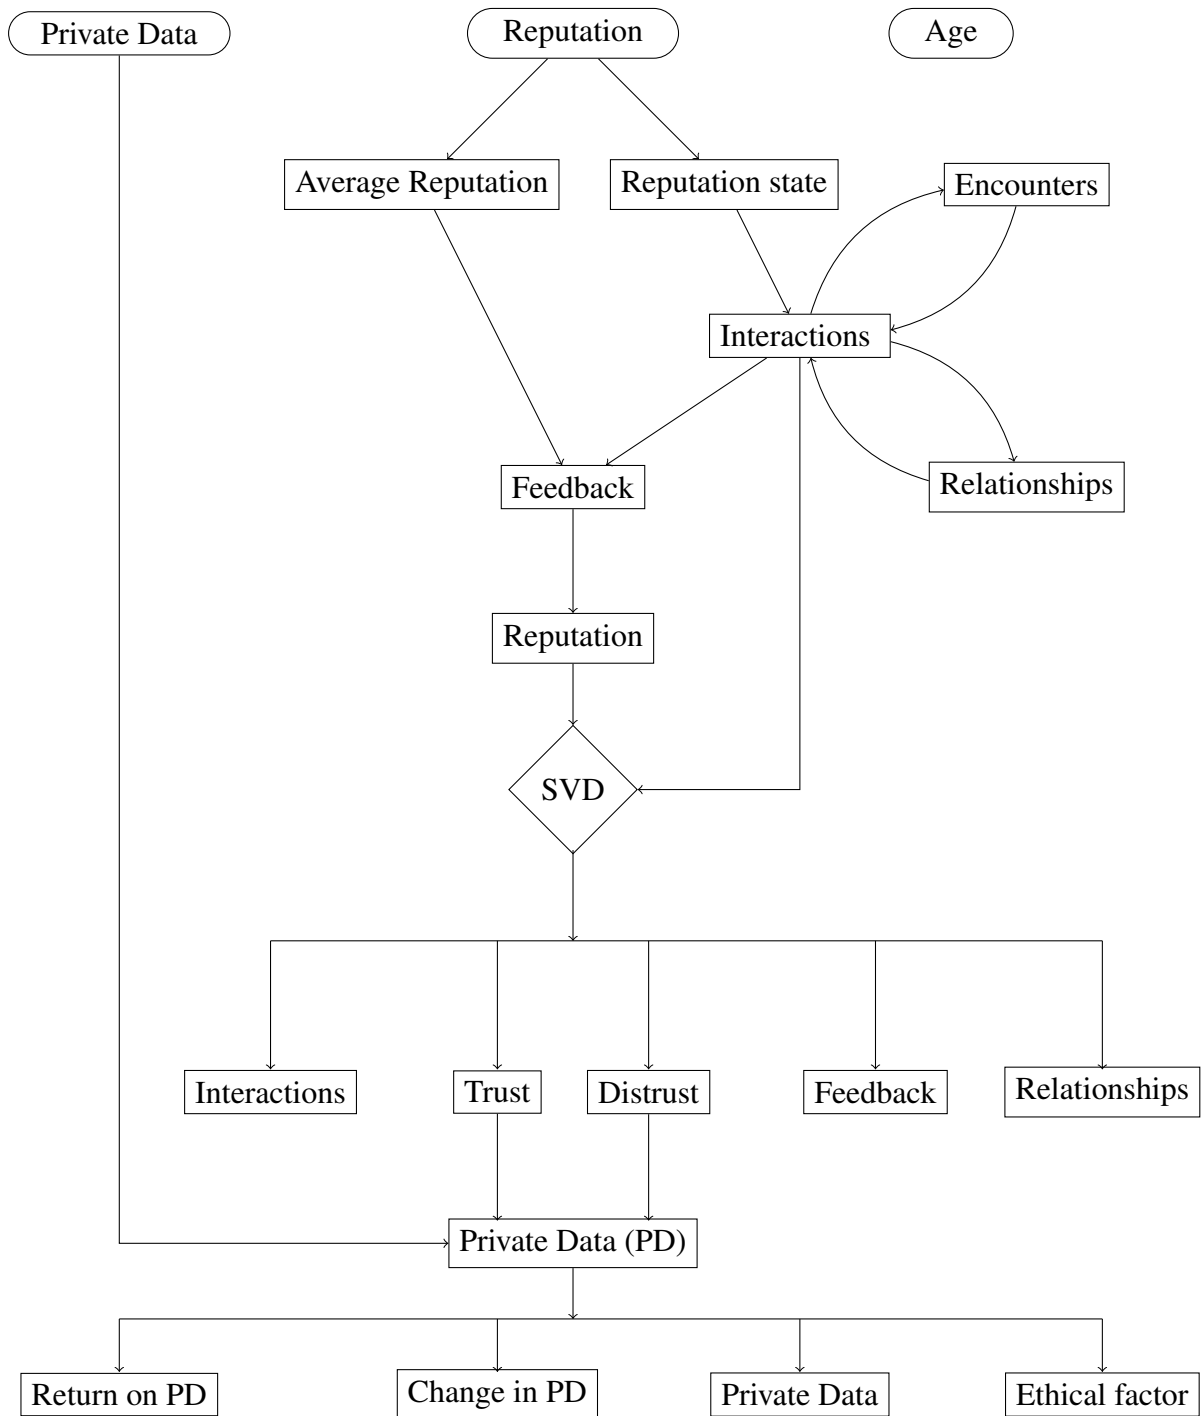 Private Data
Reputation
Age
Average Reputation
Reputation state
Encounters
Interactions
Feedback
Relationships
Reputation
SVD
Interactions
Trust
Distrust
Feedback
Relationships
Private Data (PD)
Return on PD
Change in PD
Private Data
Ethical factor